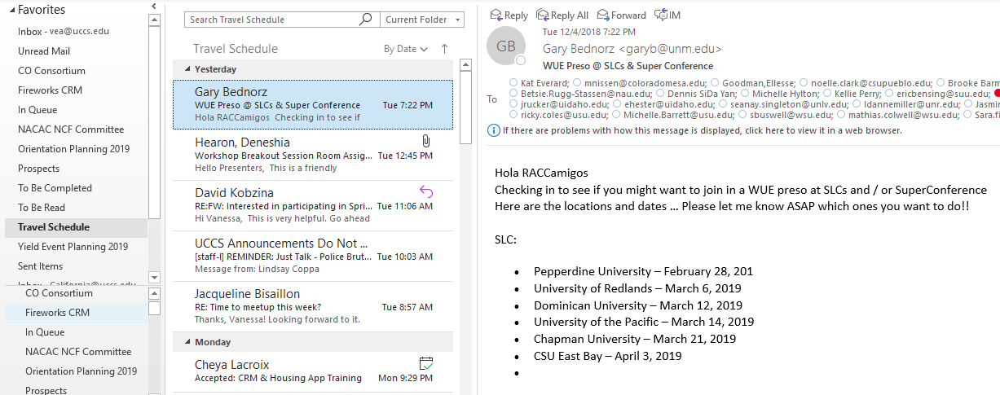 Favorites
Inbox - vea@uccs.edu
Unread Mail
CO Consortium
Fireworks CRM
In Queue
NACAC NCF Committee
Orientation Planning 2019
Prospects
To Be Completed
To Be Read
Travel Schedule
Yield Event Planning 2019
Sent Items
Inbox - California@uccs.edu
CO Consortium
Fireworks CRM
In Queue
NACAC NCF Committee
Orientation Planning 2019
Prospects
Search Travel Schedule
Current Folder
Travel Schedule
By Date
Yesterday
Gary Bednorz
WUE Preso @ SLCs & Super Conference Tue 7:22 PM
Hola RACCamigos Checking in to see if
Hearon, Deneshia
Workshop Breakout Session Room Assig... Tue 12:45 PM
Hello Presenters, This is a friendly
David Kobzina
RE:FW: Interested in participating in Spri... Tue 11:06 AM
Hi Vanessa, This is very helpful. Go ahead
UCCS Announcements Do Not ...
[staff-l] REMINDER: Just Talk - Police Brut... Tue 10:03 AM
Message from: Lindsay Coppa
Jacqueline Bisaillon
RE: Time to meetup this week? Tue 8:57 AM
Thanks, Vanessa! Looking forward to it.
Monday
Cheya Lacroix
Accepted: CRM & Housing App Training Mon 9:29 PM
Reply Reply All Forward IM
Tue 12/4/2018 7:22 PM
GB
Gary Bednorz <garyb@unm.edu>
WUE Preso @ SLCs & Super Conference
To
Kat Everard; mnissen@coloradomesa.edu; Goodman,Ellesse; noelle.clark@csupueblo.edu; Brooke Barm
Betsie.Rugg-Stassen@nau.edu; Dennis SiDa Yan; Michelle Hylton; Kellie Perry; ericbensing@suu.edu;
jrucker@uidaho.edu; ehester@uidaho.edu; seanay.singleton@unlv.edu; ldannemiller@unr.edu; Jasmin
ricky.coles@usu.edu; Michelle.Barrett@usu.edu; sbuswell@wsu.edu; mathias.colwell@wsu.edu; Sara.fi
If there are problems with how this message is displayed, click here to view it in a web browser.
Hola RACCamigos
Checking in to see if you might want to join in a WUE preso at SLCs and / or SuperConference
Here are the locations and dates … Please let me know ASAP which ones you want to do!!
SLC:
• Pepperdine University – February 28, 201
• University of Redlands – March 6, 2019
• Dominican University – March 12, 2019
• University of the Pacific – March 14, 2019
• Chapman University – March 21, 2019
• CSU East Bay – April 3, 2019
•